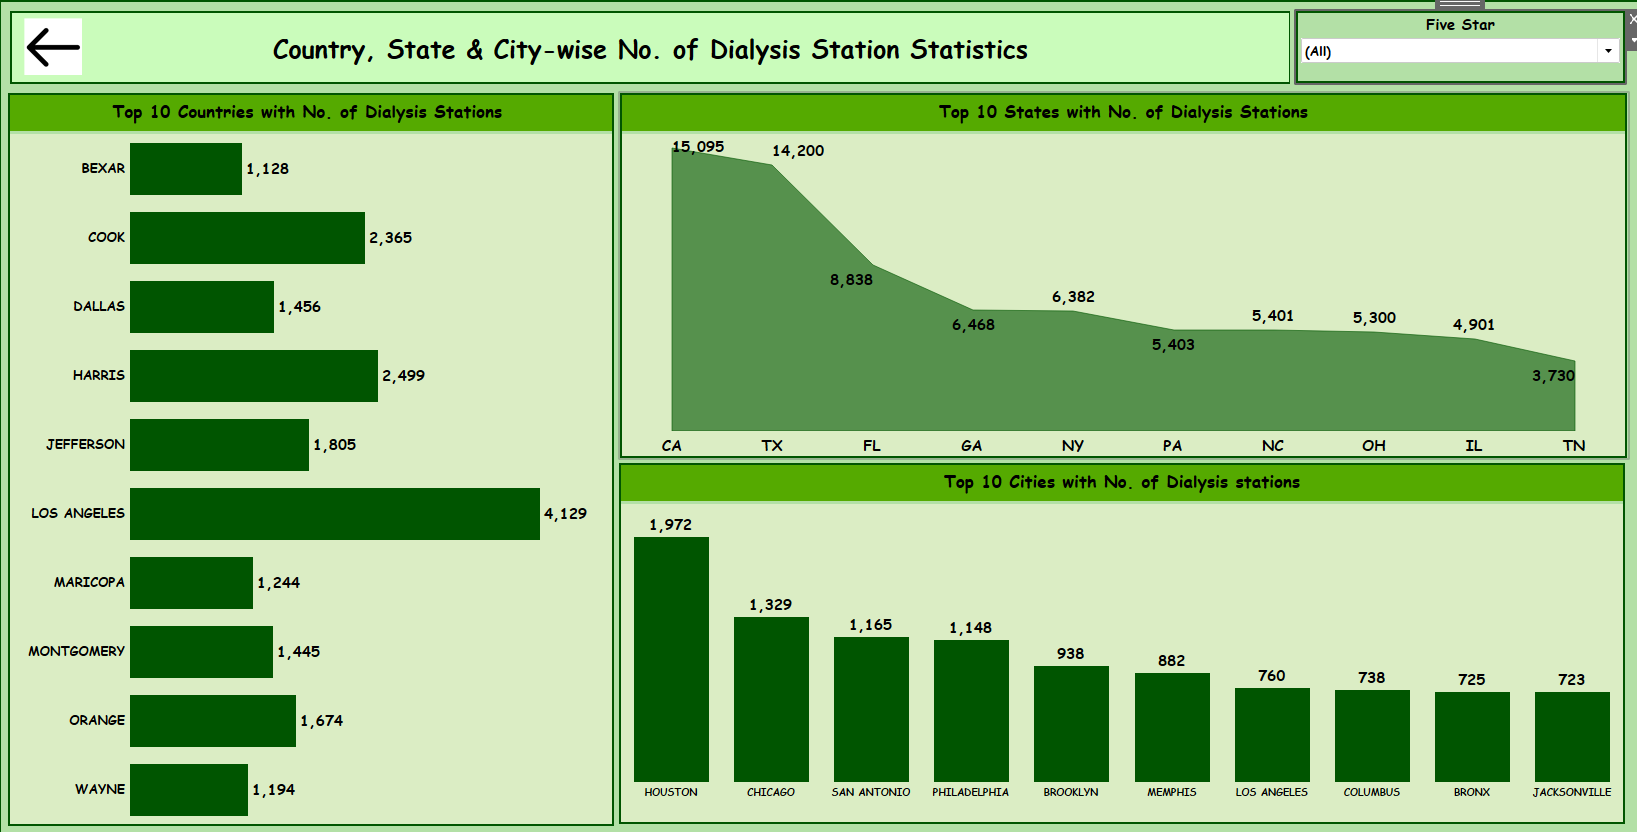 Country, State & City-wise No. of Dialysis Station Statistics
Five Star
(All)
Top 10 Countries with No. of Dialysis Stations
BEXAR 1,128
COOK 2,365
DALLAS 1,456
HARRIS 2,499
JEFFERSON 1,805
LOS ANGELES 4,129
MARICOPA 1,244
MONTGOMERY 1,445
ORANGE 1,674
WAYNE 1,194
Top 10 States with No. of Dialysis Stations
15,095 14,200 8,838 6,468 6,382 5,403 5,401 5,300 4,901 3,730
CA TX FL GA NY PA NC OH IL TN
Top 10 Cities with No. of Dialysis stations
1,972 1,329 1,165 1,148 938 882 760 738 725 723
HOUSTON CHICAGO SAN ANTONIO PHILADELPHIA BROOKLYN MEMPHIS LOS ANGELES COLUMBUS BRONX JACKSONVILLE